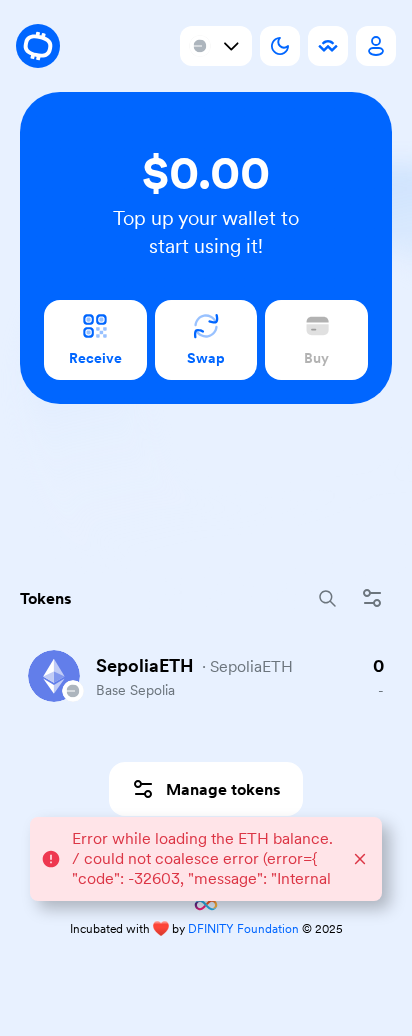 $0.00
Top up your wallet to
start using it!
Receive
Swap
Buy
Tokens
SepoliaETH · SepoliaETH 0
Base Sepolia -
Manage tokens
Error while loading the ETH balance.
/ could not coalesce error (error={
"code": -32603, "message": "Internal
Incubated with ❤️ by DFINITY Foundation © 2025